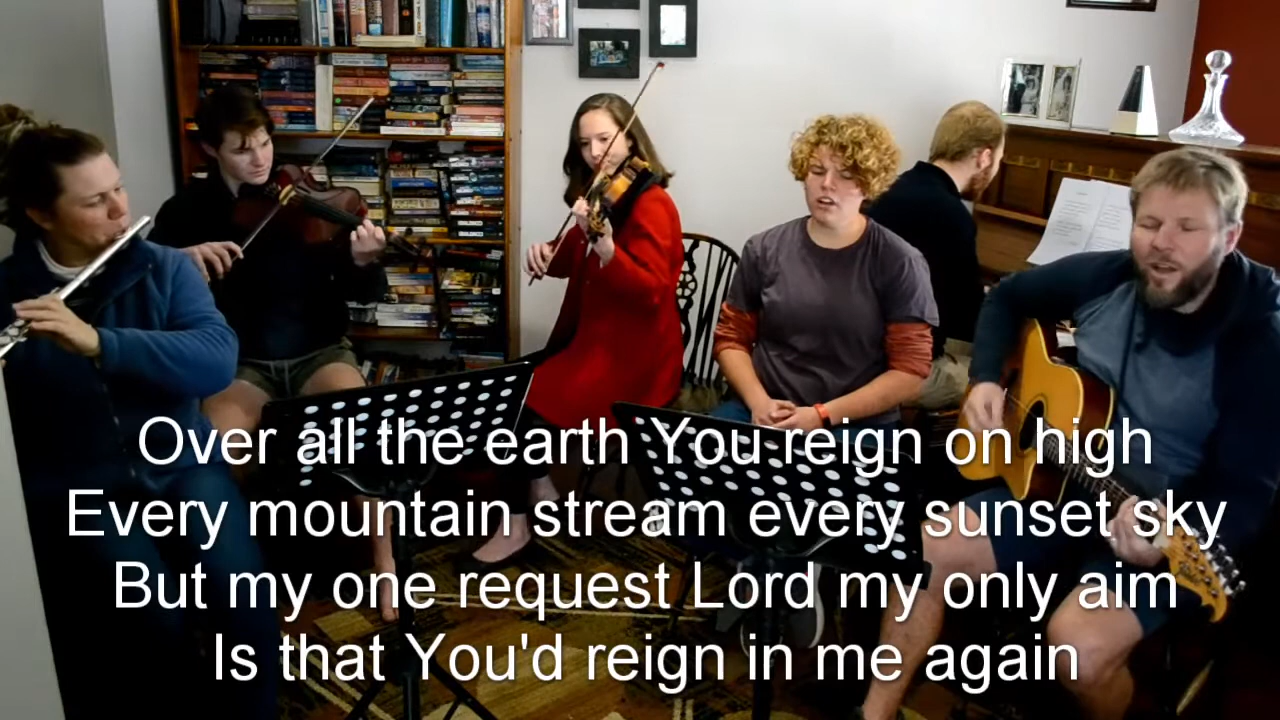 Over all the earth You reign on high
Every mountain stream every sunset sky
But my one request Lord my only aim
Is that You'd reign in me again